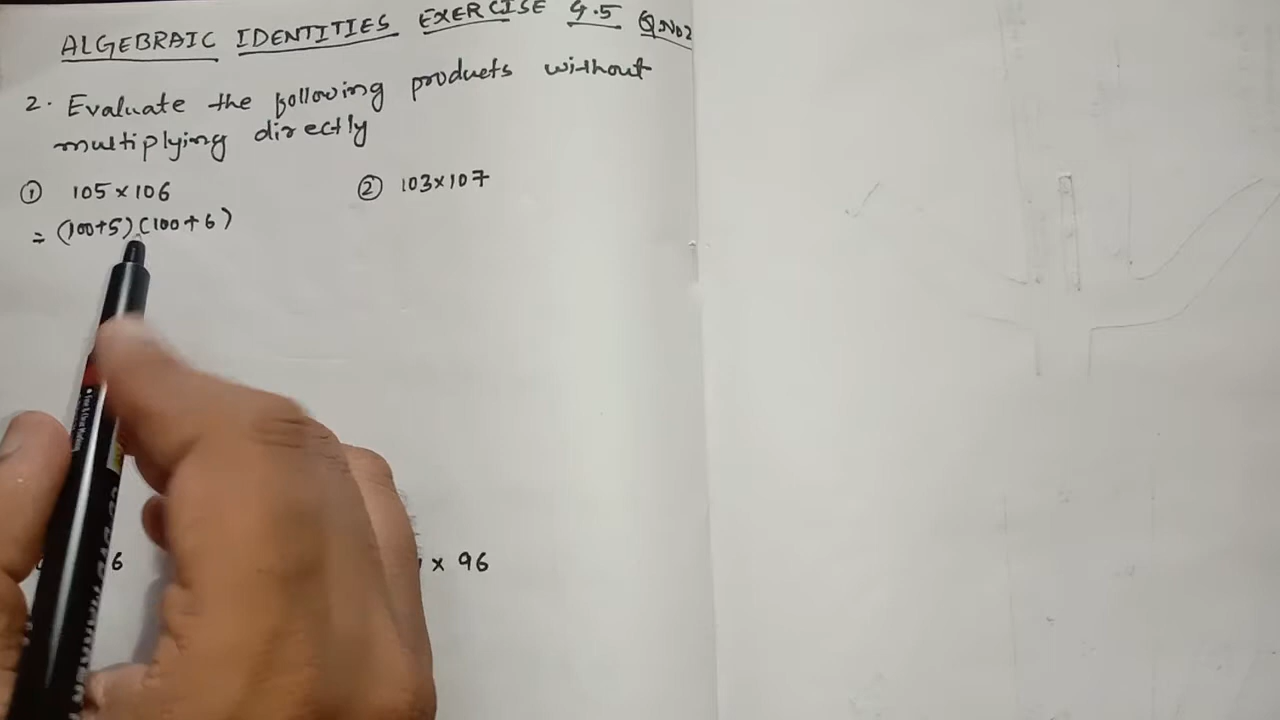 ALGEBRAIC IDENTITIES EXERCISE 9.5 Q.No2
2. Evaluate the following products without
multiplying directly
① 105 × 106
② 103×107
= (100+5)(100+6)
6
× 96